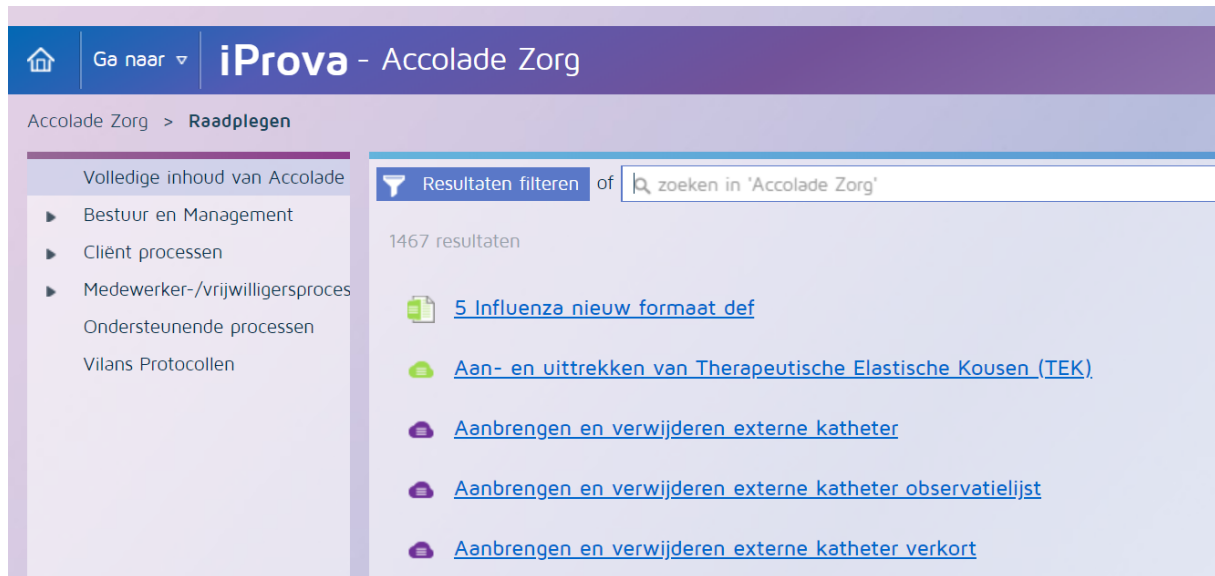 Ga naar iProva - Accolade Zorg
Accolade Zorg > Raadplegen
Volledige inhoud van Accolade
Bestuur en Management
Cliënt processen
Medewerker-/vrijwilligersproces
Ondersteunende processen
Vilans Protocollen
Resultaten filteren of zoeken in 'Accolade Zorg'
1467 resultaten
5 Influenza nieuw formaat def
Aan- en uittrekken van Therapeutische Elastische Kousen (TEK)
Aanbrengen en verwijderen externe katheter
Aanbrengen en verwijderen externe katheter observatielijst
Aanbrengen en verwijderen externe katheter verkort